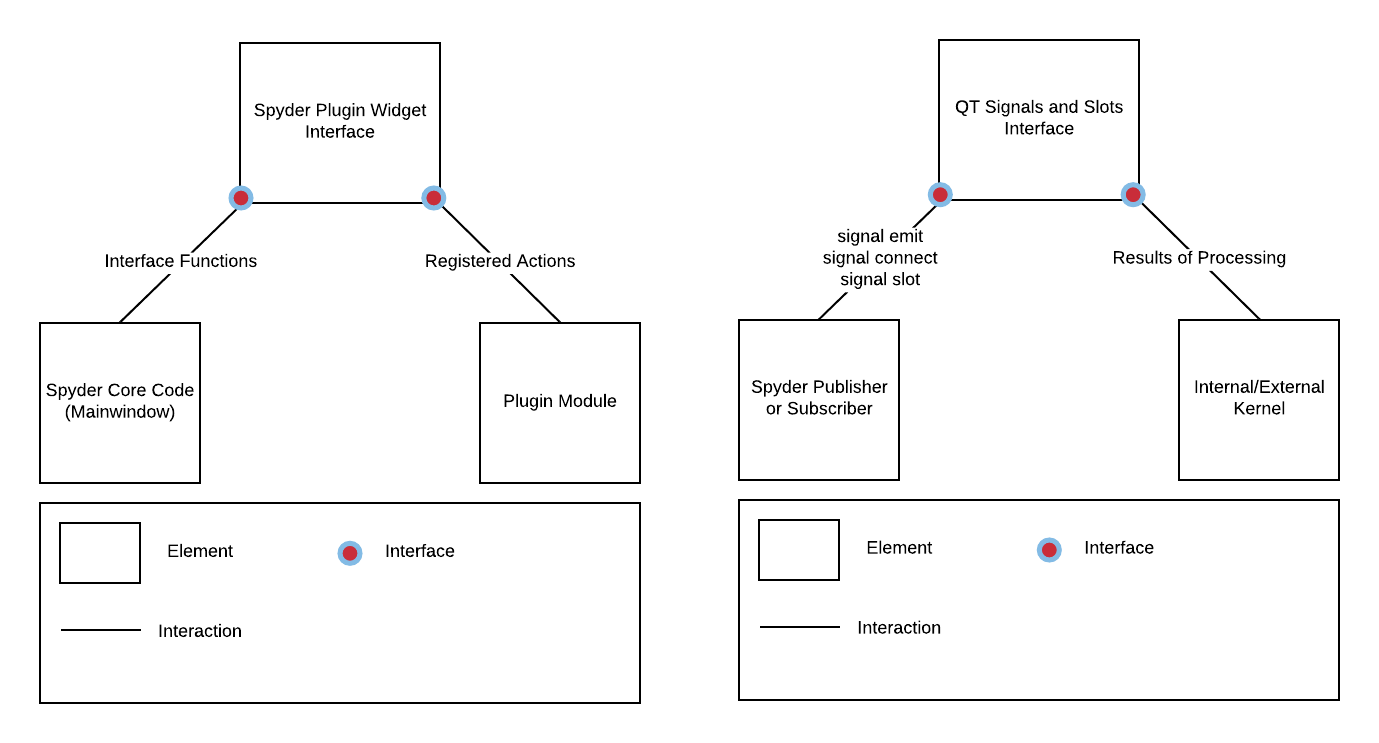 Spyder Plugin Widget
Interface
Interface Functions
Registered Actions
Spyder Core Code
(Mainwindow)
Plugin Module
Element
Interface
Interaction
QT Signals and Slots
Interface
signal emit
signal connect
signal slot
Results of Processing
Spyder Publisher
or Subscriber
Internal/External
Kernel
Element
Interface
Interaction